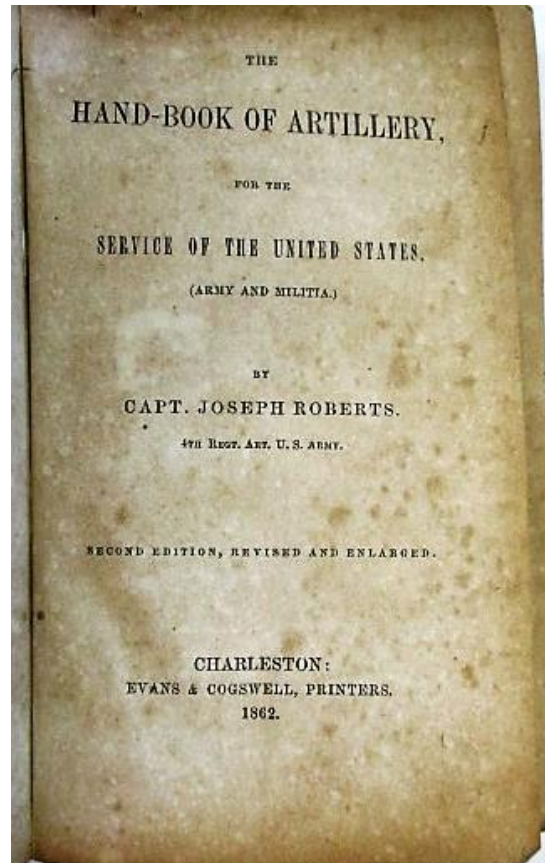 THE
HAND-BOOK OF ARTILLERY,
FOR THE
SERVICE OF THE UNITED STATES.
(ARMY AND MILITIA.)
BY
CAPT. JOSEPH ROBERTS.
4TH REGT. ART. U. S. ARMY.
SECOND EDITION, REVISED AND ENLARGED.
CHARLESTON:
EVANS & COGSWELL, PRINTERS.
1862.